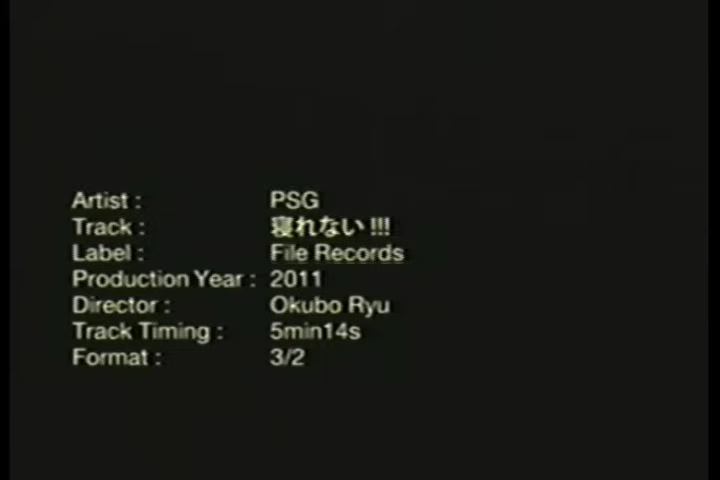 Artist : PSG
Track : 寝れない !!!
Label : File Records
Production Year : 2011
Director : Okubo Ryu
Track Timing : 5min14s
Format : 3/2